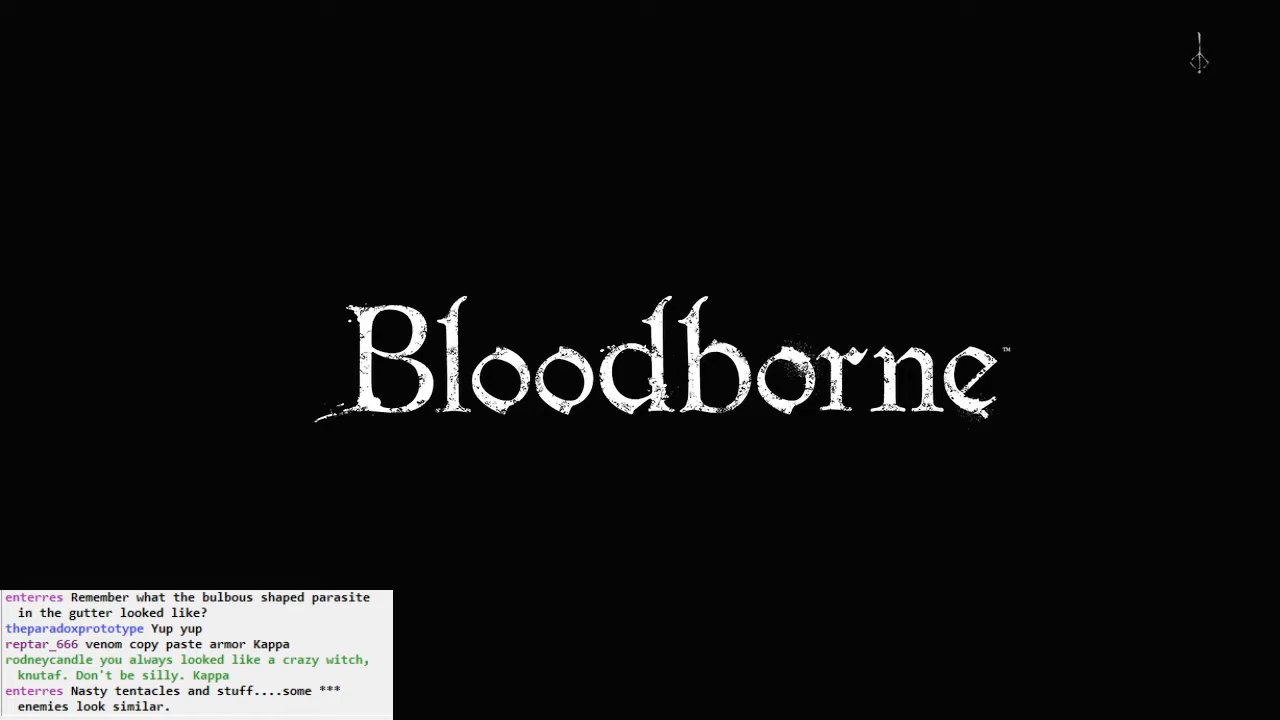 Bloodborne™
enterres Remember what the bulbous shaped parasite
in the gutter looked like?
theparadoxprototype Yup yup
reptar_666 venom copy paste armor Kappa
rodneycandle you always looked like a crazy witch,
knutaf. Don't be silly. Kappa
enterres Nasty tentacles and stuff....some ***
enemies look similar.